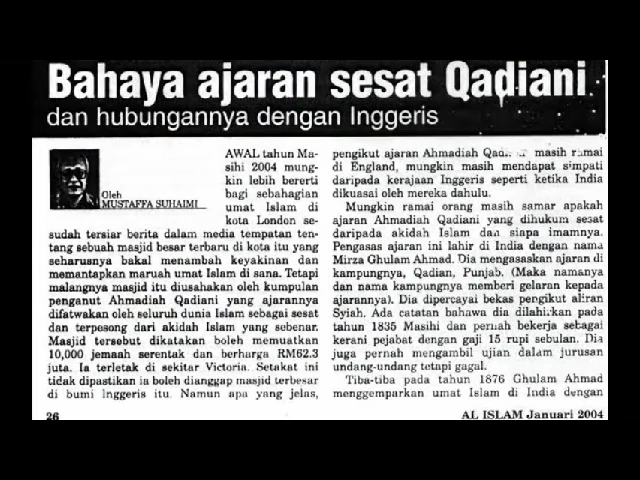 Bahaya ajaran sesat Qadiani
dan hubungannya dengan Inggeris
Oleh
MUSTAFFA SUHAIMI
AWAL tahun Ma-
sihi 2004 mung-
kin lebih bererti
bagi sebahagian
umat Islam di
kota London se-
sudah tersiar berita dalam media tempatan ten-
tang sebuah masjid besar terbaru di kota itu yang
seharusnya bakal menambah keyakinan dan
memantapkan maruah umat Islam di sana. Tetapi
malangnya masjid itu diusahakan oleh kumpulan
penganut Ahmadiah Qadiani yang ajarannya
difatwakan oleh seluruh dunia Islam sebagai sesat
dan terpesong dari akidah Islam yang sebenar.
Masjid tersebut dikatakan boleh memuatkan
10,000 jemaah serentak dan berharga RM62.3
juta. Ia terletak di sekitar Victoria. Setakat ini
tidak dipastikan ia boleh dianggap masjid terbesar
di bumi Inggeris itu. Namun apa yang jelas,
pengikut ajaran Ahmadiah masih ramai
di England, mungkin masih mendapat simpati
daripada kerajaan Inggeris seperti ketika India
dikuasai oleh mereka dahulu.
Mungkin ramai orang masih samar apakah
ajaran Ahmadiah Qadiani yang dihukum sesat
daripada akidah Islam dan siapa imamnya.
Pengasas ajaran ini lahir di India dengan nama
Mirza Ghulam Ahmad. Dia mengasaskan ajaran di
kampungnya, Qadian, Punjab. (Maka namanya
dan nama kampungnya memberi gelaran kepada
ajarannya). Dia dipercayai bekas pengikut aliran
Syiah. Ada catatan bahawa dia dilahirkan pada
tahun 1835 Masihi dan pernah bekerja sebagai
kerani pejabat dengan gaji 15 rupi sebulan. Dia
juga pernah mengambil ujian dalam jurusan
undang-undang tetapi gagal.
Tiba-tiba pada tahun 1876 Ghulam Ahmad
menggemparkan umat Islam di India dengan
26
AL ISLAM Januari 2004